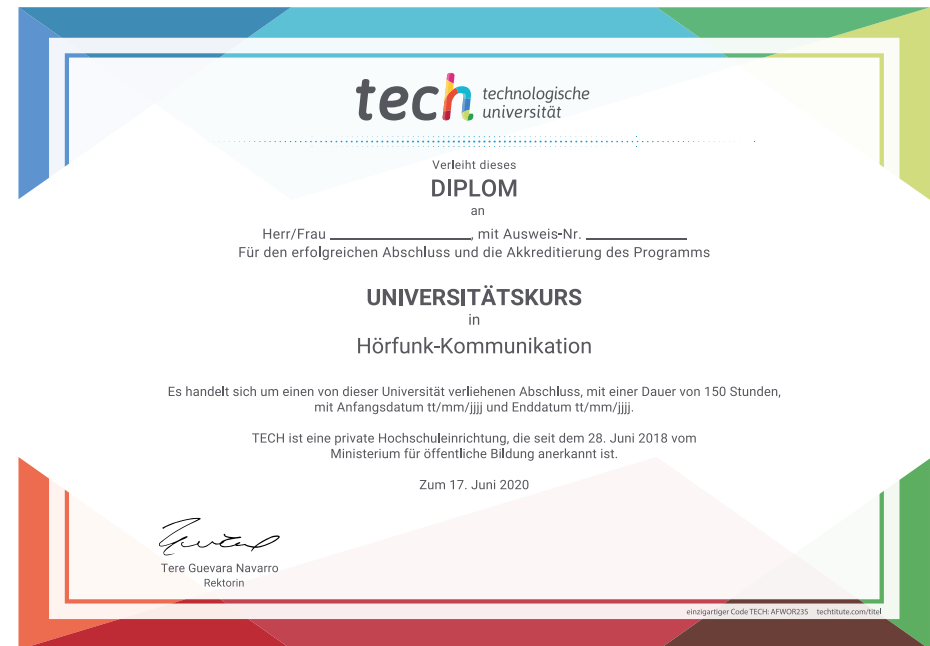 tech technologische
universität
Verleiht dieses
DIPLOM
an
Herr/Frau ____________________, mit Ausweis-Nr. ______________
Für den erfolgreichen Abschluss und die Akkreditierung des Programms
UNIVERSITÄTSKURS
in
Hörfunk-Kommunikation
Es handelt sich um einen von dieser Universität verliehenen Abschluss, mit einer Dauer von 150 Stunden,
mit Anfangsdatum tt/mm/jjjj und Enddatum tt/mm/jjjj.
TECH ist eine private Hochschuleinrichtung, die seit dem 28. Juni 2018 vom
Ministerium für öffentliche Bildung anerkannt ist.
Zum 17. Juni 2020
Tere Guevara Navarro
Rektorin
einzigartiger Code TECH: AFWOR235 techtitute.com/titel